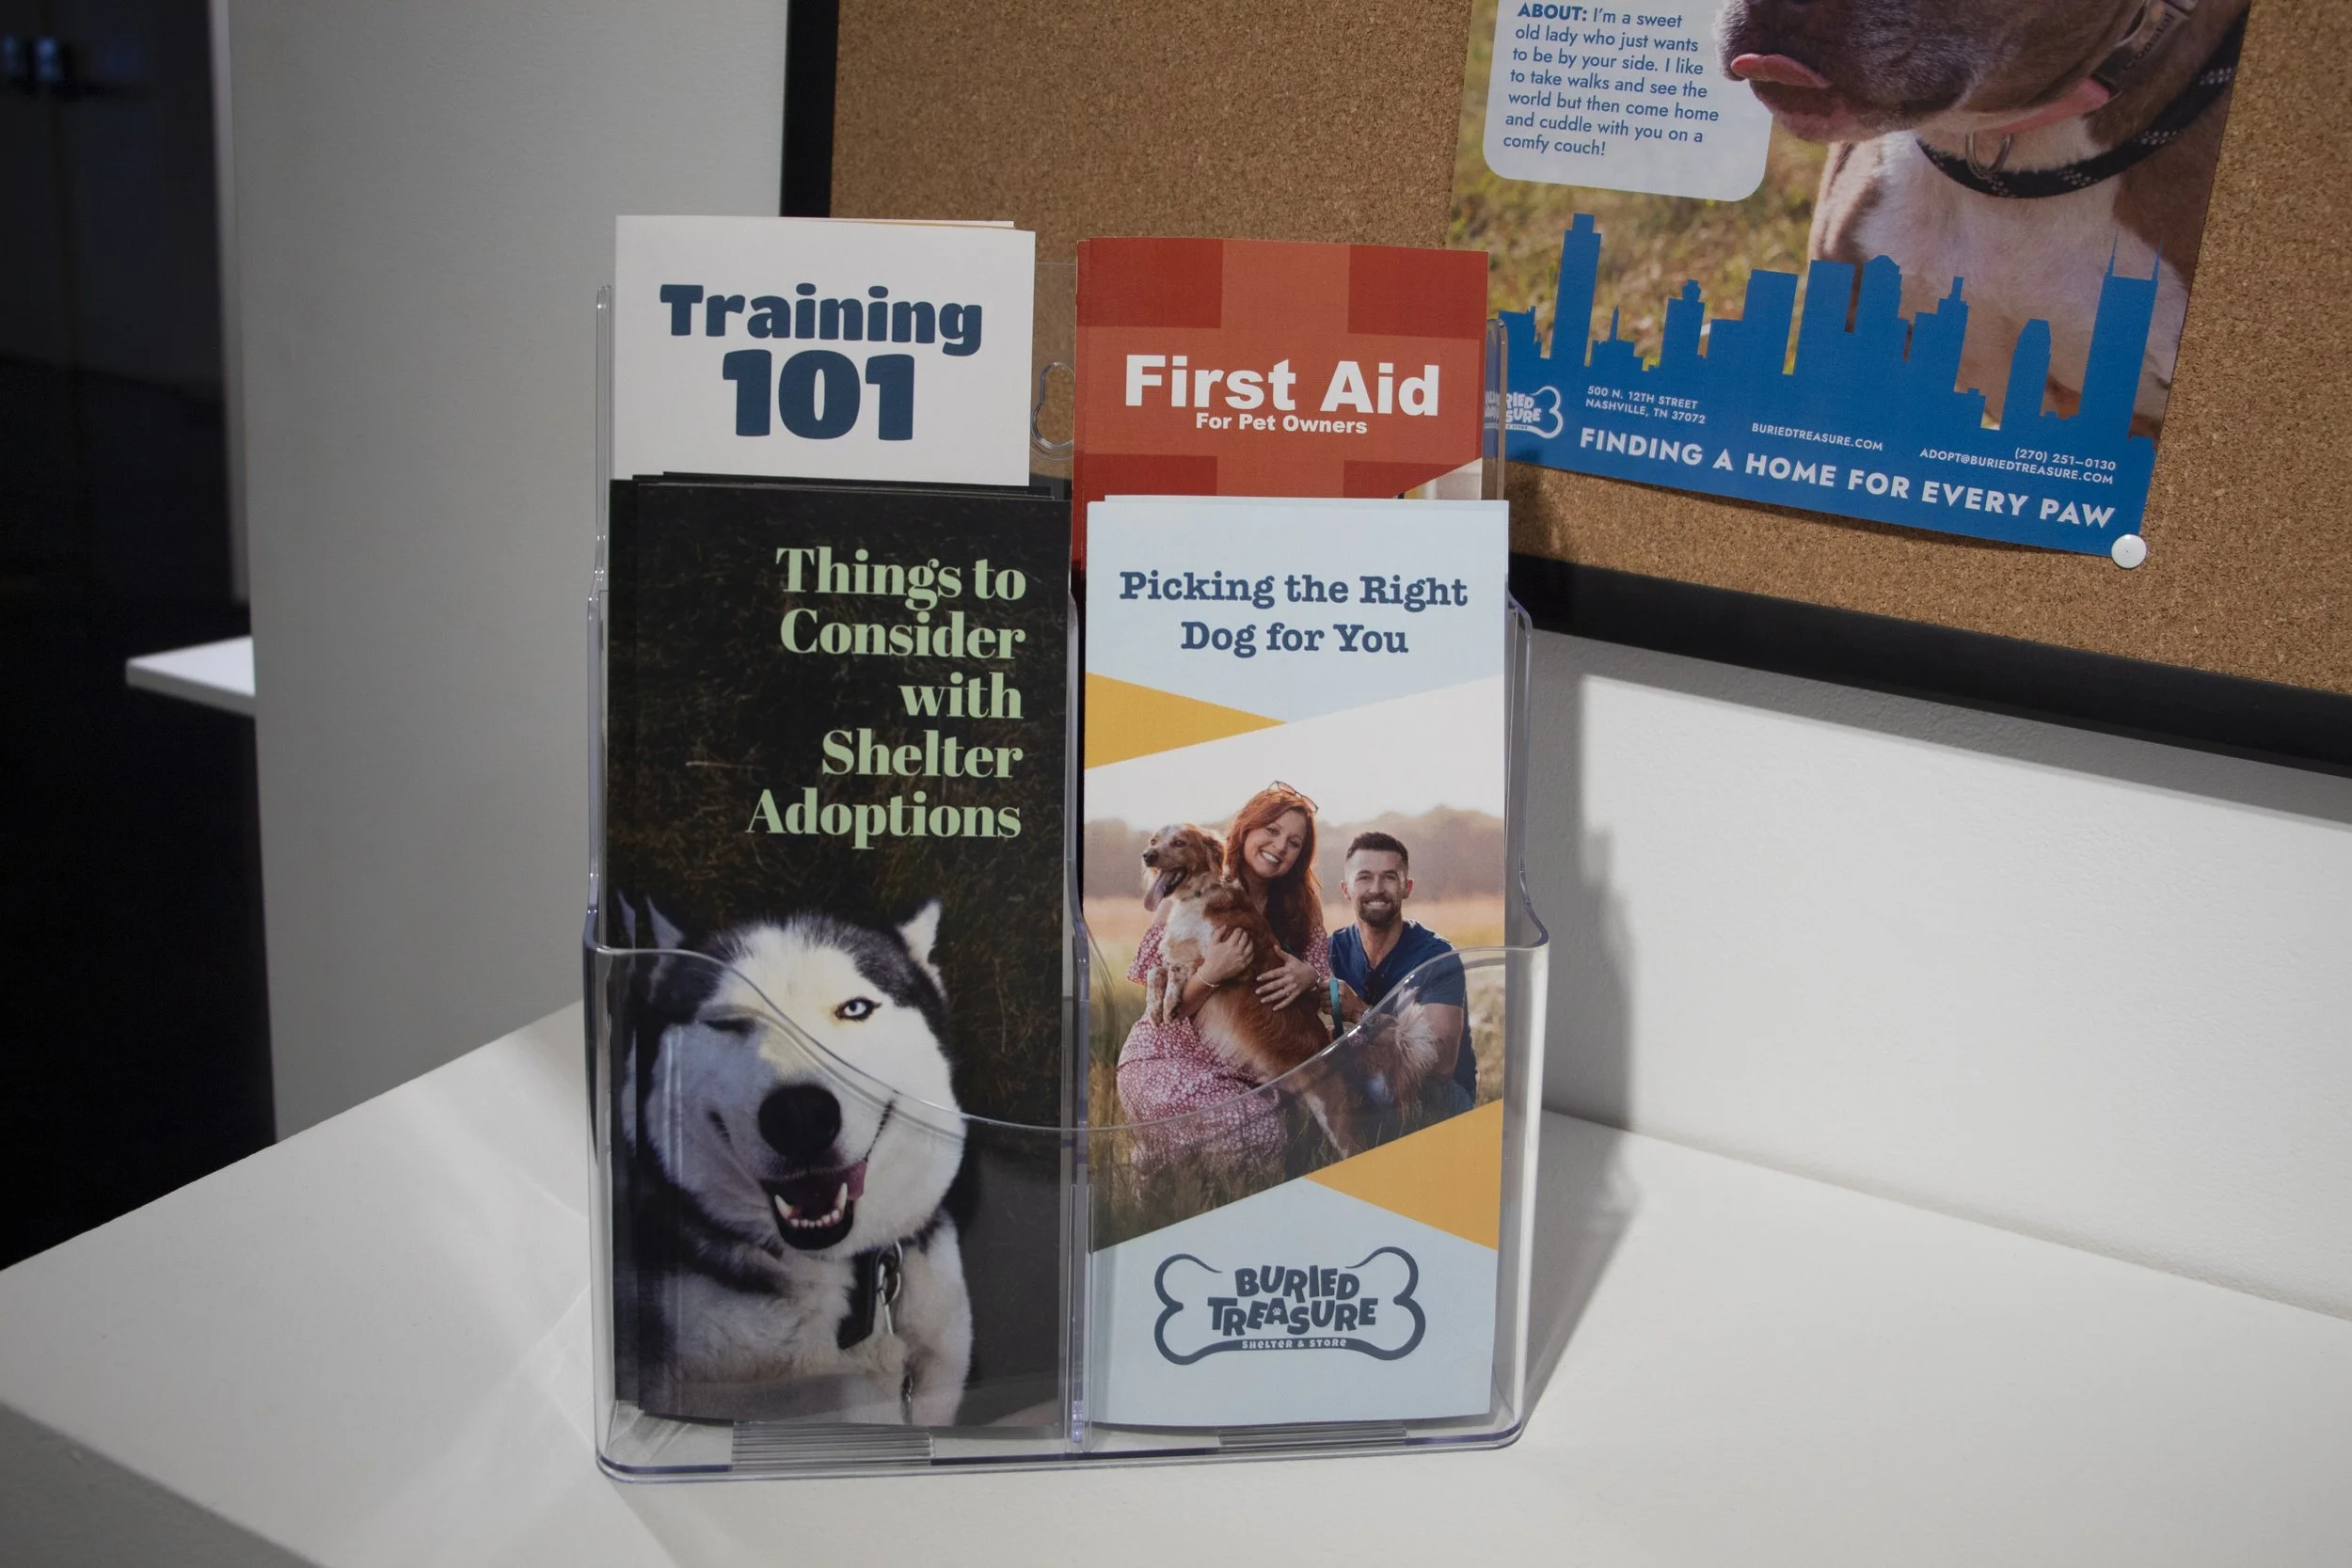 ABOUT: I'm a sweet
old lady who just wants
to be by your side. I like
to take walks and see the
world but then come home
and cuddle with you on a
comfy couch!
500 N. 12TH STREET
NASHVILLE, TN 37072
BURIEDTREASURE.COM
(270) 251-0130
ADOPT@BURIEDTREASURE.COM
FINDING A HOME FOR EVERY PAW
Training
101
First Aid
For Pet Owners
Things to
Consider
with
Shelter
Adoptions
Picking the Right
Dog for You
BURIED
TREASURE
SHELTER & STORE